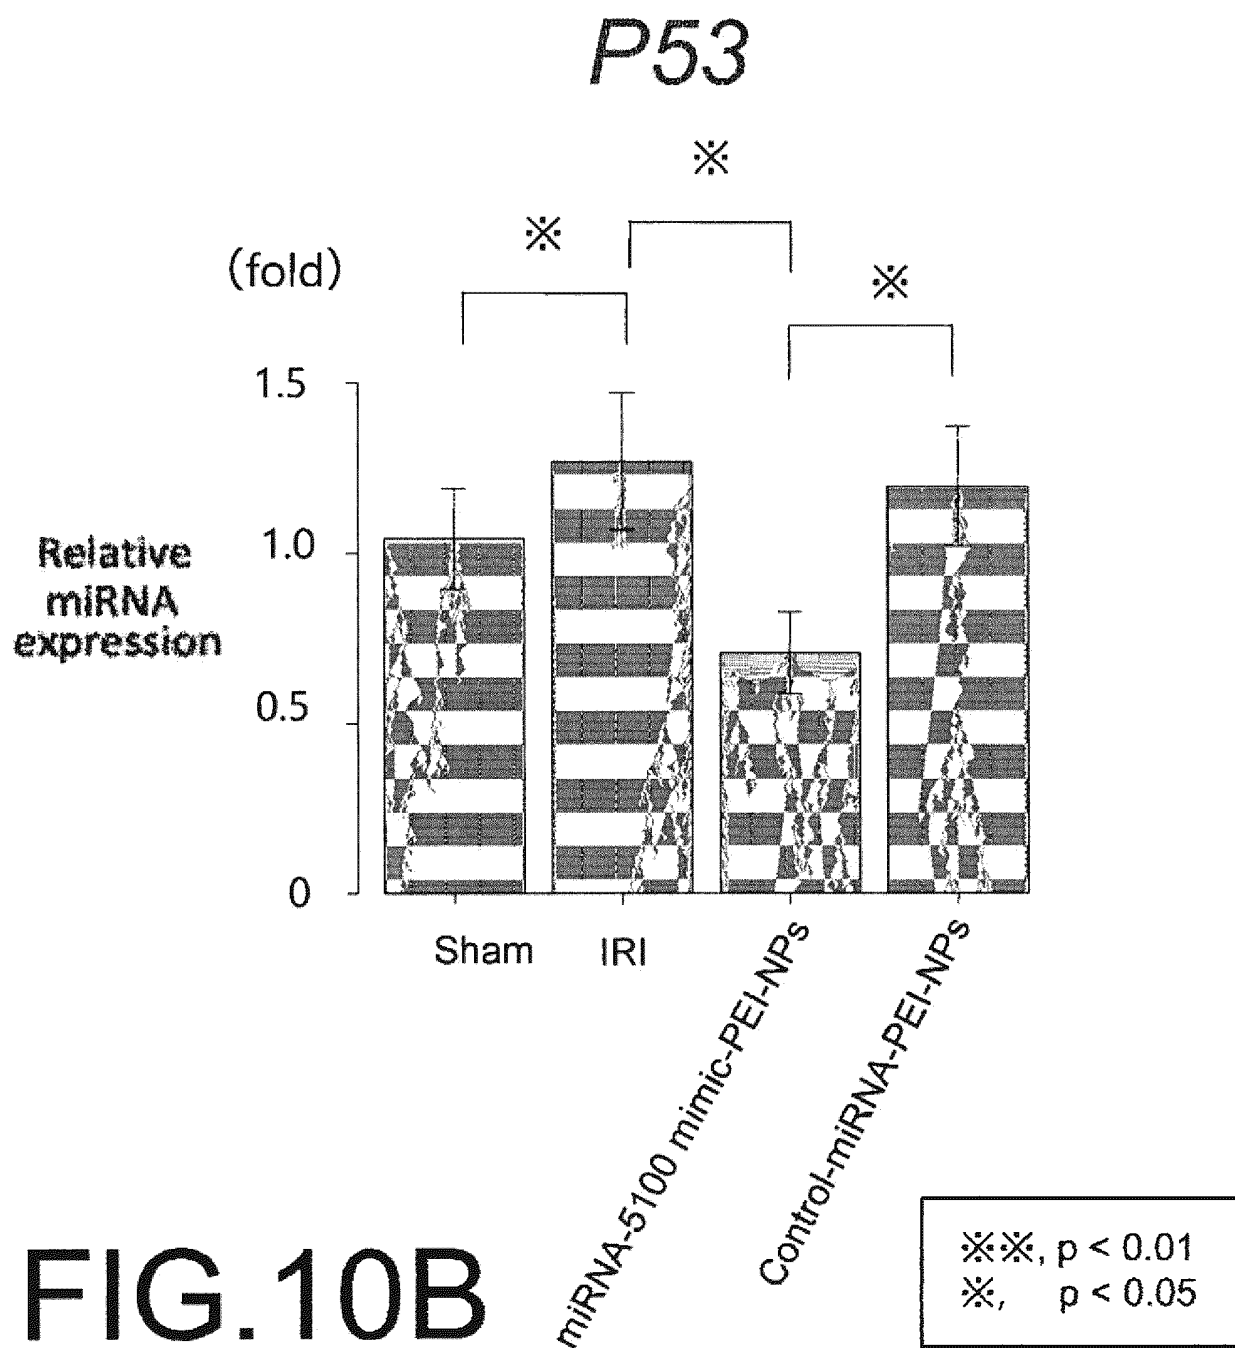 P53
※
※
(fold)
※
1.5
1.0
0.5
0
Relative
miRNA
expression
Sham
IRI
miRNA-5100 mimic-PEI-NPs
Control-miRNA-PEI-NPs
※※, p < 0.01
※, p < 0.05
FIG.10B